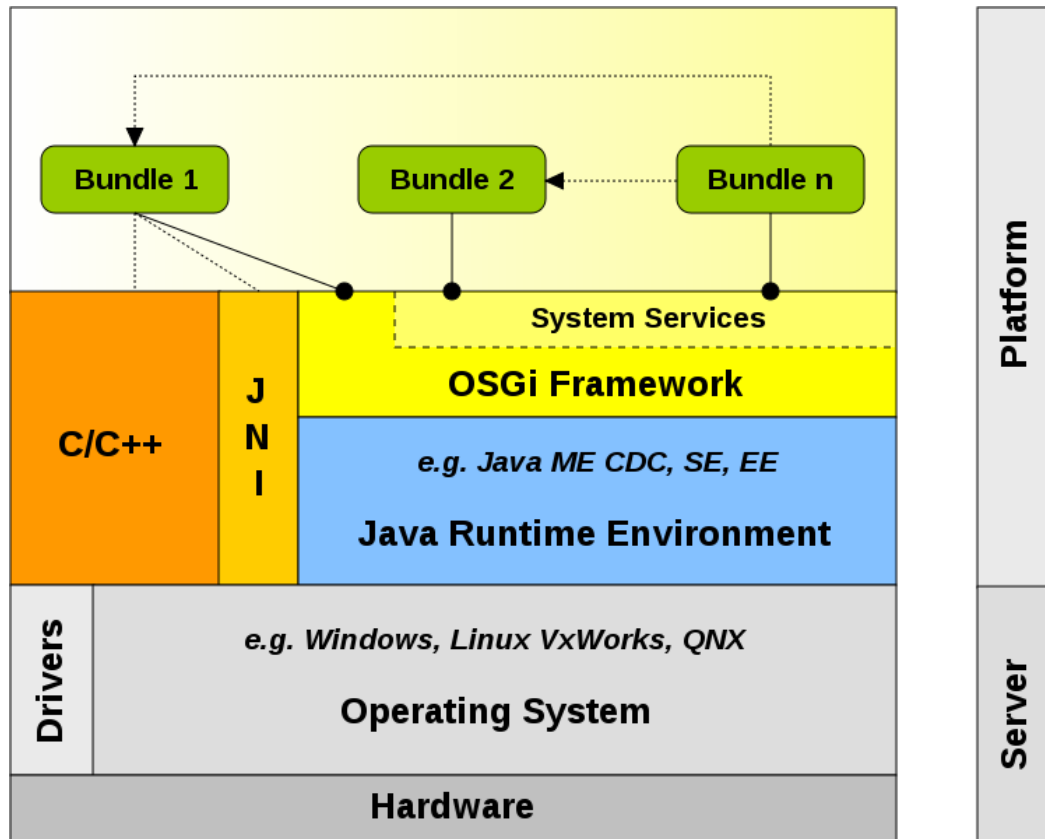 Bundle 1
Bundle 2
Bundle n
System Services
OSGi Framework
C/C++
J
N
I
e.g. Java ME CDC, SE, EE
Java Runtime Environment
Drivers
e.g. Windows, Linux VxWorks, QNX
Operating System
Hardware
Platform
Server